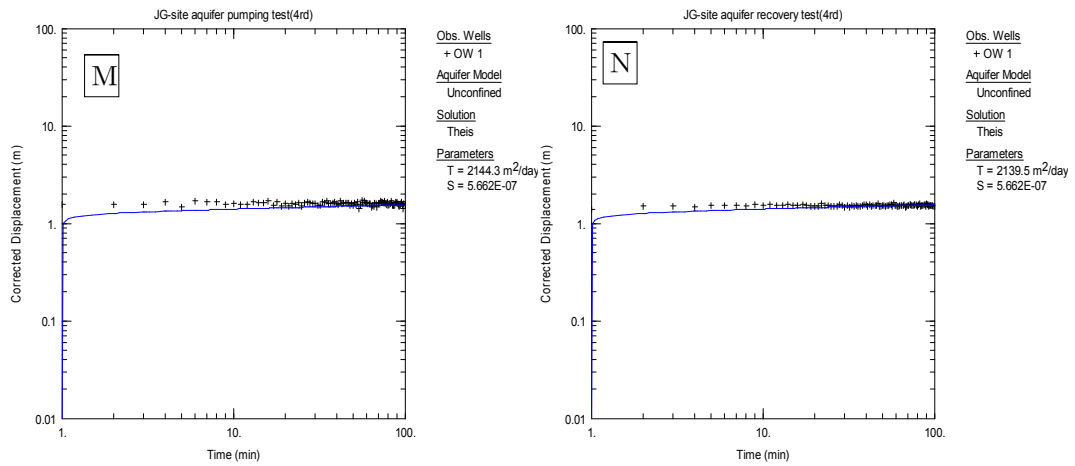 JG-site aquifer pumping test(4rd)
100.
10.
1.
0.1
0.01
1.
10.
100.
Time (min)
Corrected Displacement (m)
M
Obs. Wells
+ OW 1
Aquifer Model
Unconfined
Solution
Theis
Parameters
T = 2144.3 m²/day
S = 5.662E-07
JG-site aquifer recovery test(4rd)
100.
10.
1.
0.1
0.01
1.
10.
100.
Time (min)
Corrected Displacement (m)
N
Obs. Wells
+ OW 1
Aquifer Model
Unconfined
Solution
Theis
Parameters
T = 2139.5 m²/day
S = 5.662E-07